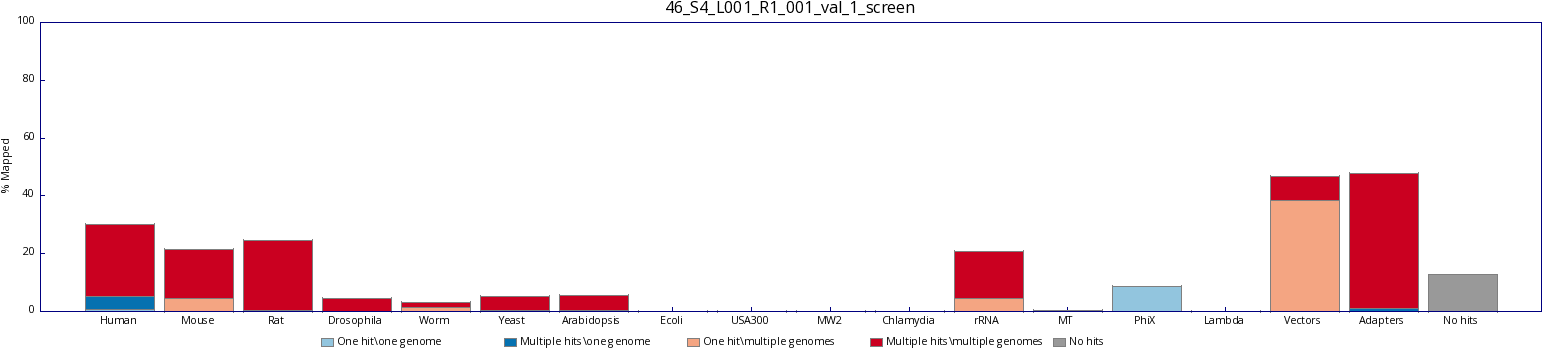 46_S4_L001_R1_001_val_1_screen
100
80
60
40
20
0
% Mapped
Human Mouse Rat Drosophila Worm Yeast Arabidopsis Ecoli USA300 MW2 Chlamydia rRNA MT PhiX Lambda Vectors Adapters No hits
One hit\one genome Multiple hits\one genome One hit\multiple genomes Multiple hits\multiple genomes No hits